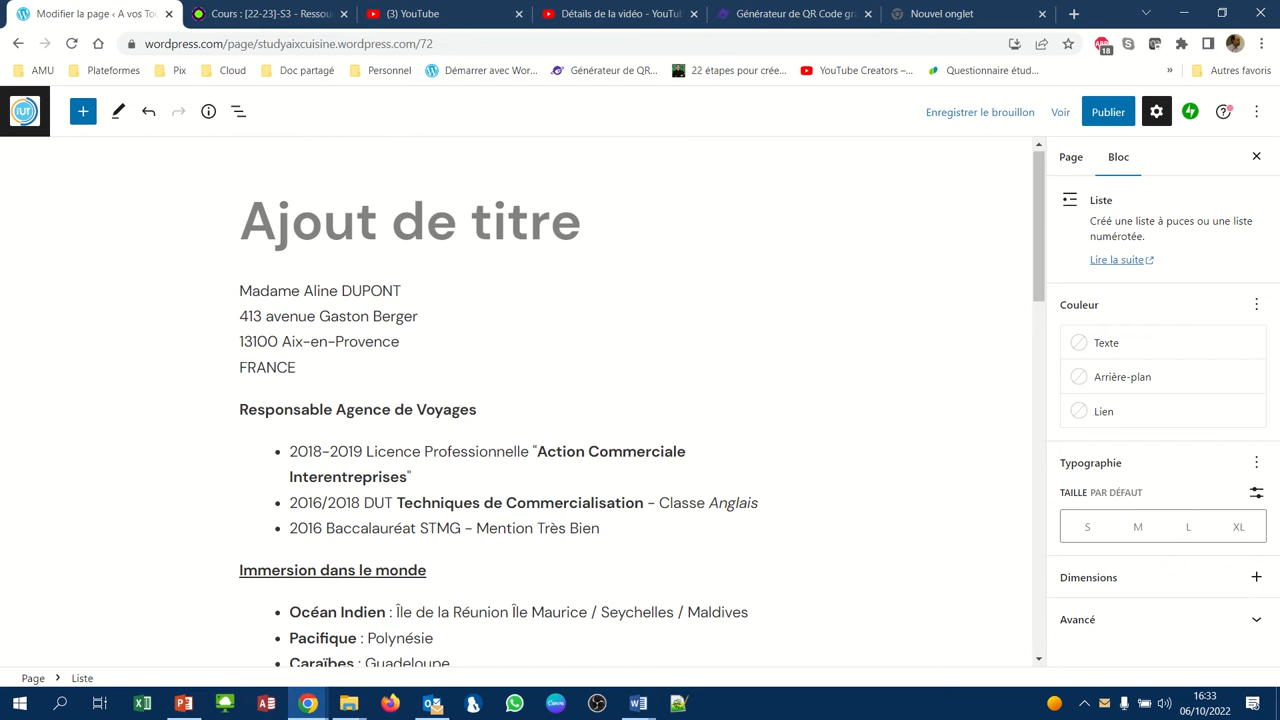 Modifier la page « A vos Tou
Cours : [22-23]-S3 - Ressour
(3) YouTube
Détails de la vidéo - YouTub
Générateur de QR Code gra
Nouvel onglet
wordpress.com/page/studyaixcuisine.wordpress.com/72
18
AMU
Plateformes
Pix
Cloud
Doc partagé
Personnel
Démarrer avec Wor...
Générateur de QR...
22 étapes pour crée...
YouTube Creators –...
Questionnaire étud...
»
Autres favoris
iUT
Enregistrer le brouillon
Voir
Publier
Page
Bloc
Ajout de titre
Madame Aline DUPONT
413 avenue Gaston Berger
13100 Aix-en-Provence
FRANCE
Responsable Agence de Voyages
• 2018-2019 Licence Professionnelle "Action Commerciale
Interentreprises"
• 2016/2018 DUT Techniques de Commercialisation - Classe Anglais
• 2016 Baccalauréat STMG - Mention Très Bien
Immersion dans le monde
• Océan Indien : Île de la Réunion Île Maurice / Seychelles / Maldives
• Pacifique : Polynésie
• Caraïbes : Guadeloupe
Liste
Créé une liste à puces ou une liste
numérotée.
Lire la suite
Couleur
Texte
Arrière-plan
Lien
Typographie
TAILLE PAR DÉFAUT
S M L XL
Dimensions
Avancé
Page > Liste
16:33
06/10/2022